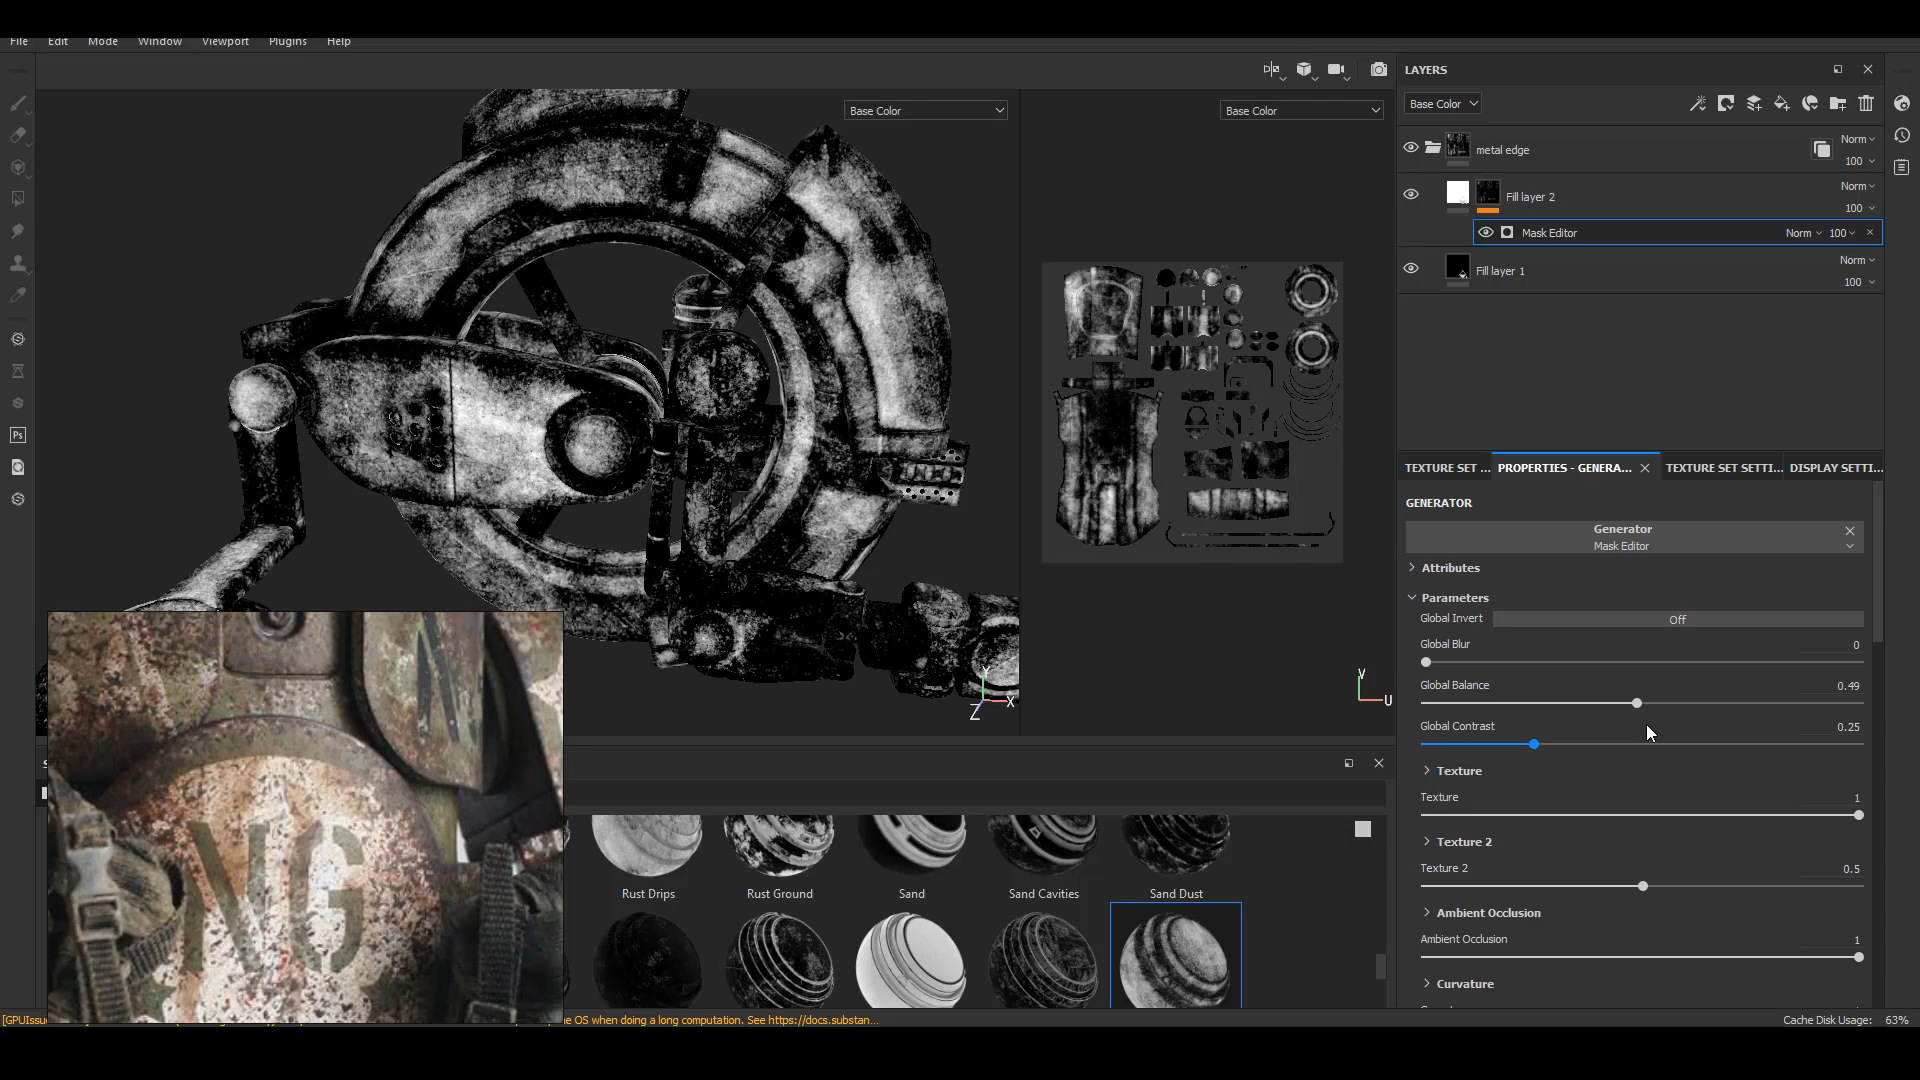 File Edit Mode Window Viewport Plugins Help
Base Color
Base Color
LAYERS
Base Color
metal edge
Norm
100
Fill layer 2
Norm
100
Mask Editor
Norm
100
Fill layer 1
Norm
100
TEXTURE SET ...
PROPERTIES - GENERA...
TEXTURE SET SETTI...
DISPLAY SETTI...
GENERATOR
Generator
Mask Editor
Attributes
Parameters
Global Invert
Off
Global Blur
0
Global Balance
0.49
Global Contrast
0.25
Texture
Texture
1
Texture 2
Texture 2
0.5
Ambient Occlusion
Ambient Occlusion
1
Curvature
Y
X
Z
V
U
Ps
NG
Rust Drips
Rust Ground
Sand
Sand Cavities
Sand Dust
[GPUIssu
e OS when doing a long computation. See https://docs.substan...
Cache Disk Usage: 63%